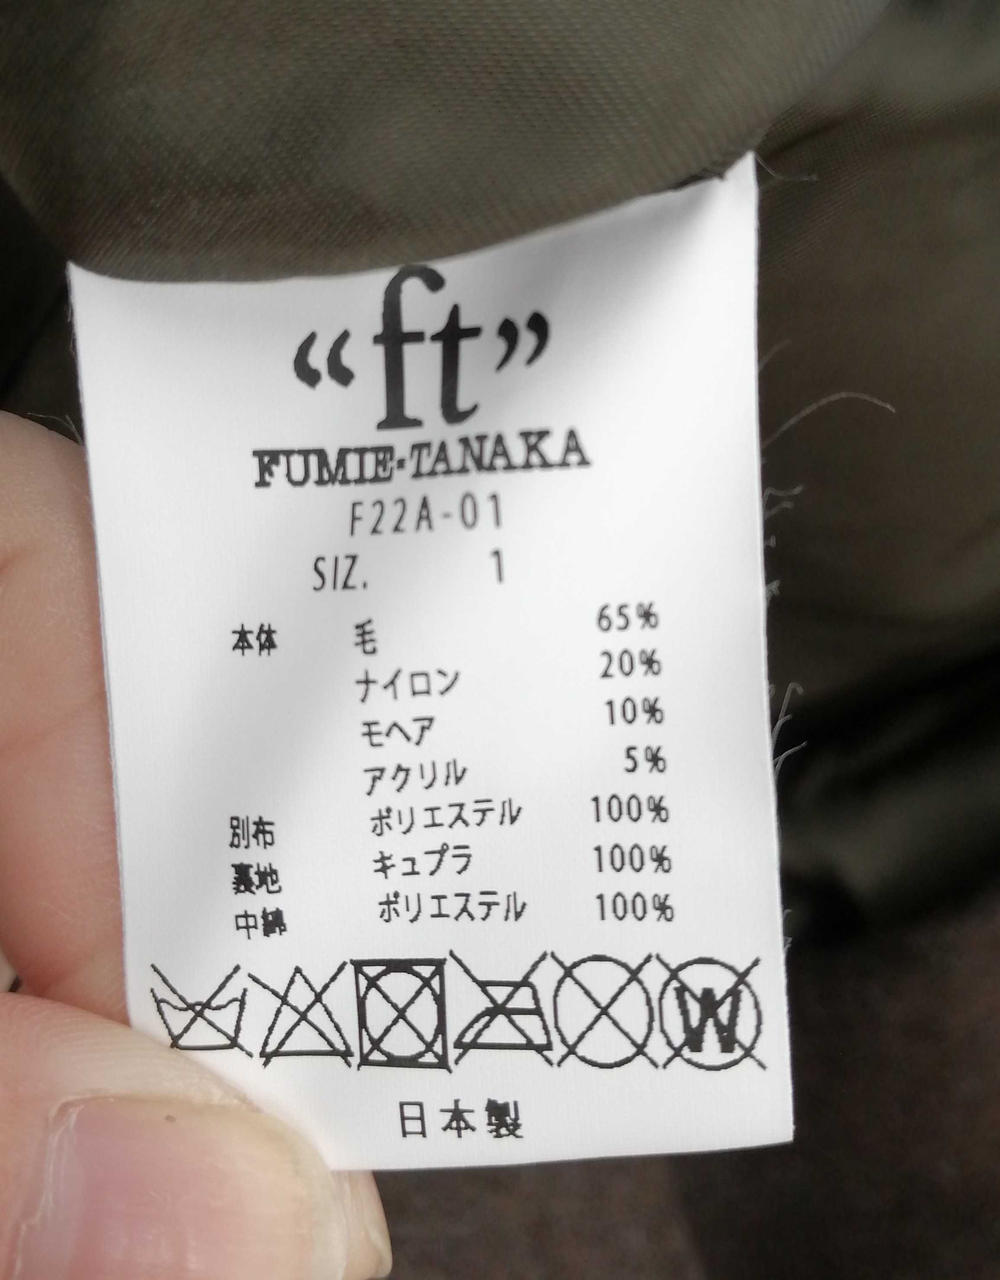 “ft”
FUMIE-TANAKA
F22A-01
SIZ. 1
本体 毛 65%
ナイロン 20%
モヘア 10%
アクリル 5%
別布 ポリエステル 100%
裏地 キュプラ 100%
中綿 ポリエステル 100%
W
日本製